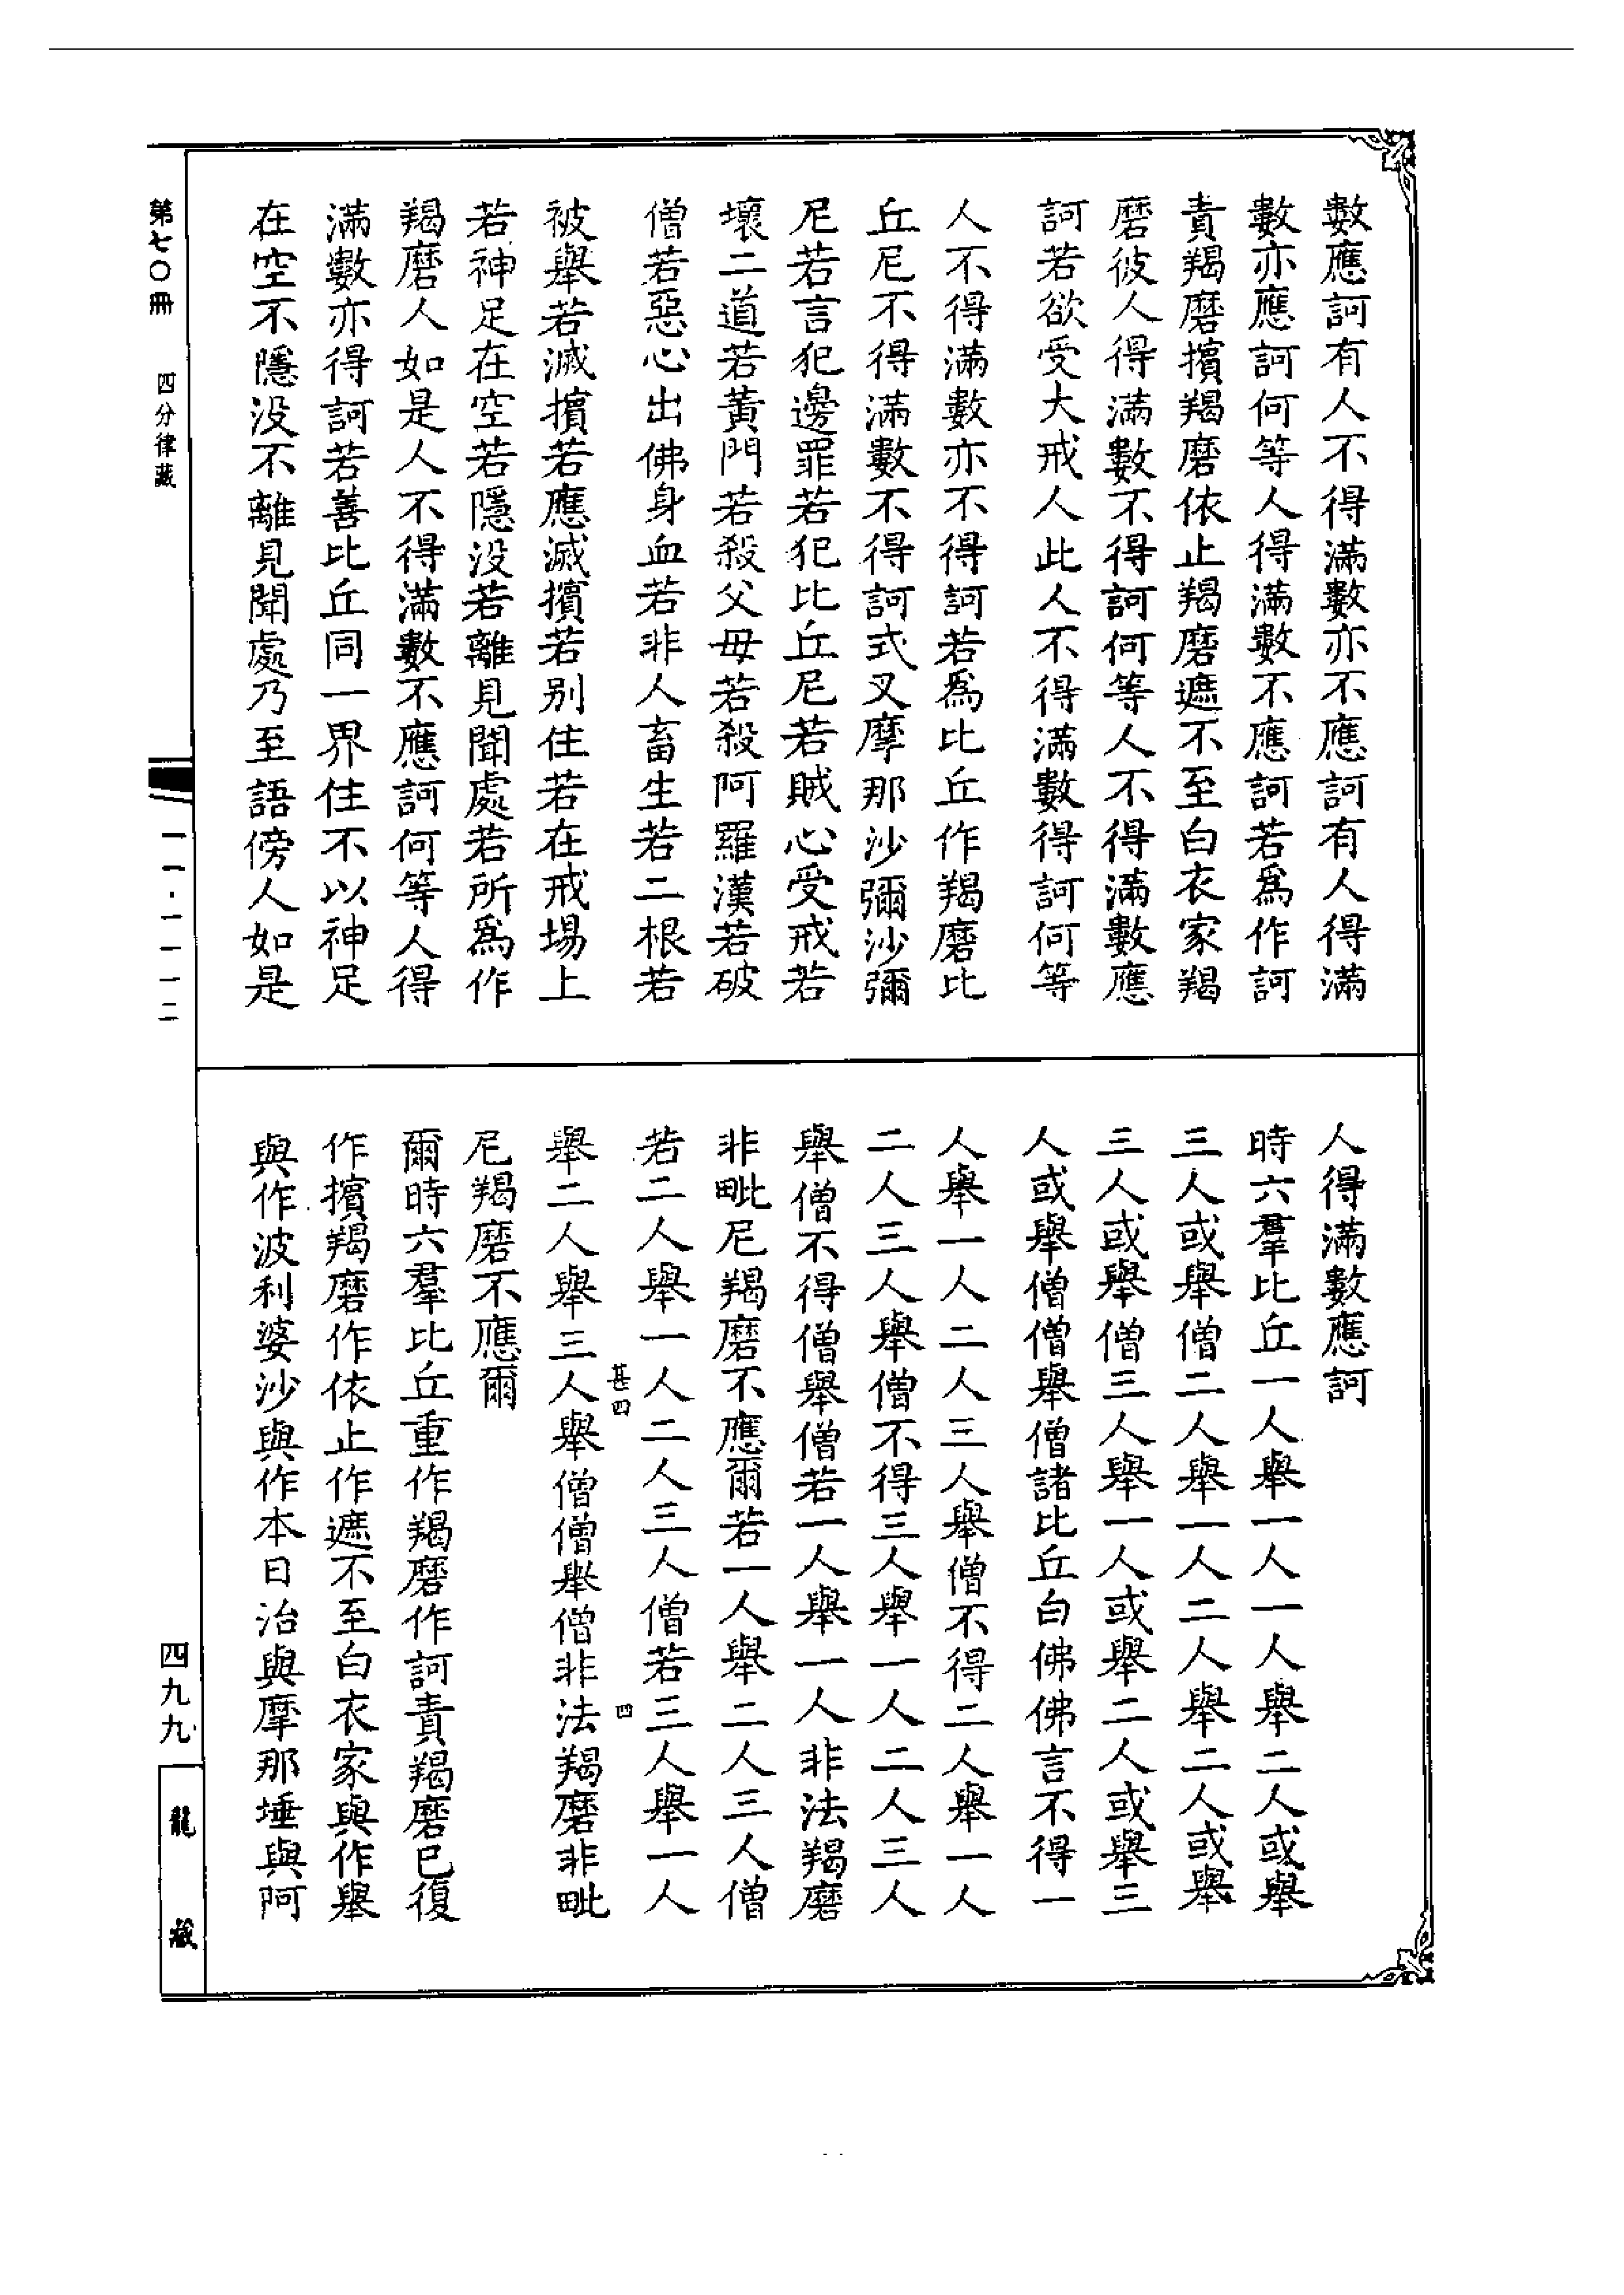 數應訶有人不得滿數亦不應訶有人得滿
數亦應訶何等人得滿數不應訶若爲作訶
責羯磨擯羯磨依止羯磨遮不至白衣家羯
磨彼人得滿數不得訶何等人不得滿數應
訶若欲受大戒人此人不得滿數得訶何等
人不得滿數亦不得訶若爲比丘作羯磨比
丘尼不得滿數不得訶式叉摩那沙彌沙彌
尼若言犯邊罪若犯比丘尼若賊心受戒若
壞二道若黃門若殺父母若殺阿羅漢若破
僧若惡心出佛身血若非人畜生若二根若
被舉若滅擯若應滅擯若别住若在戒場上
若神足在空若隱没若離見聞處若所爲作
羯磨人如是人不得滿數不應訶何等人得
滿數亦得訶若善比丘同一界住不以神足
在空不隱没不離見聞處乃至語傍人如是
人得滿數應訶
時六羣比丘一人舉一人一人舉二人或舉
三人或舉僧二人舉一人二人舉二人或舉
三人或舉僧三人舉一人或舉二人或舉三
人或舉僧僧舉僧諸比丘白佛佛言不得一
人舉一人二人三人舉僧不得二人舉一人
二人三人舉僧不得三人舉一人二人三人
舉僧不得僧舉僧若一人舉一人非法羯磨
非毗尼羯磨不應爾若一人舉二人三人僧
若二人舉一人二人三人僧若三人舉一人
甚四
四
舉二人舉三人舉僧僧舉僧非法羯磨非毗
尼羯磨不應爾
爾時六羣比丘重作羯磨作訶責羯磨已復
作擯羯磨作依止作遮不至白衣家與作舉
與作波利婆沙與作本日治與摩那埵與阿
第七〇冊
四分律藏
一一·一一一二
四九九
龍藏